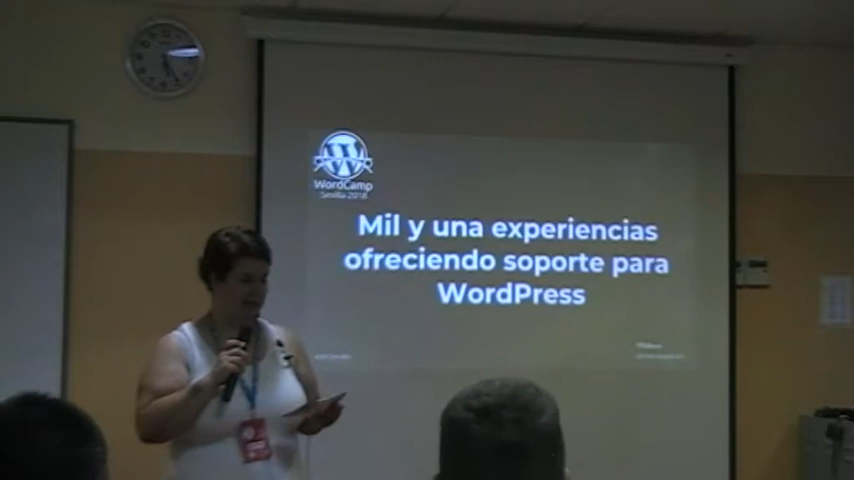 WordCamp
Sevilla 2018
Mil y una experiencias
ofreciendo soporte para
WordPress